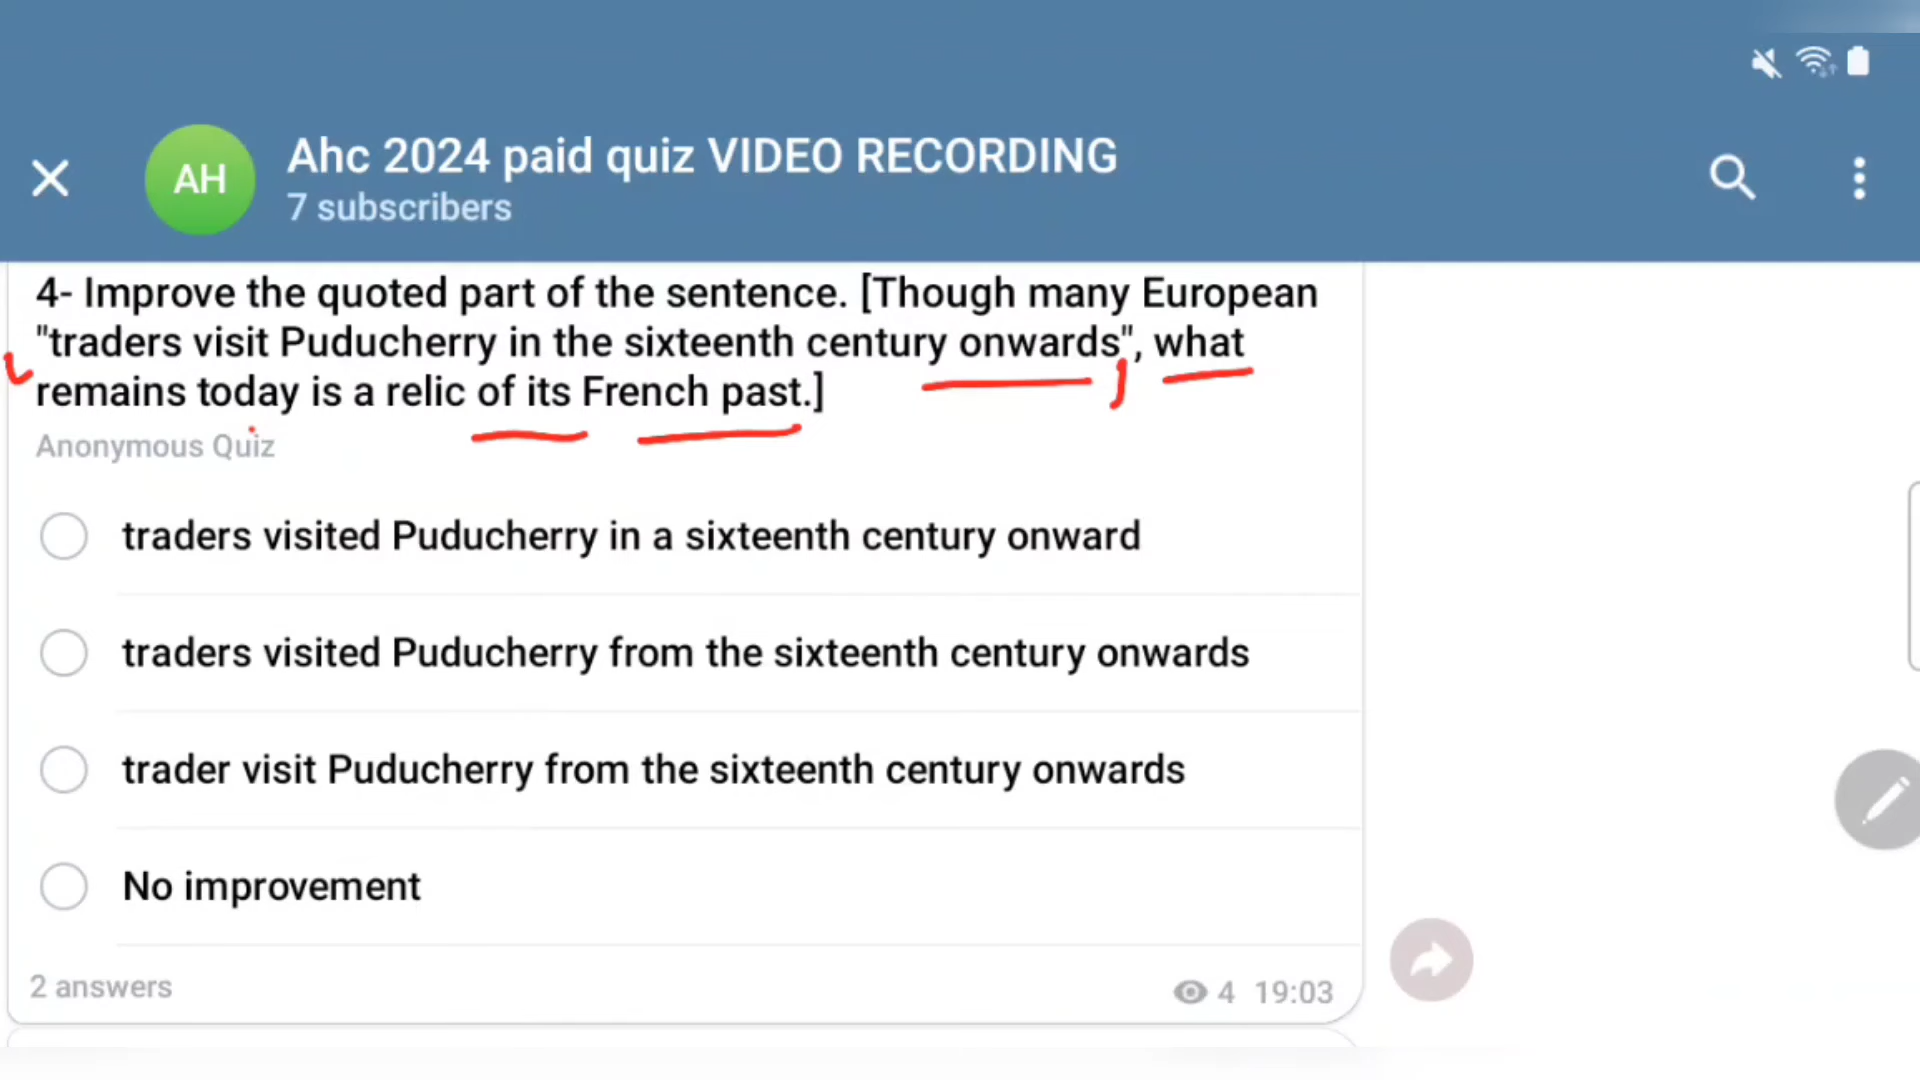 Ahc 2024 paid quiz VIDEO RECORDING
AH
7 subscribers
4- Improve the quoted part of the sentence. [Though many European
"traders visit Puducherry in the sixteenth century onwards", what
remains today is a relic of its French past.]
Anonymous Quiz
traders visited Puducherry in a sixteenth century onward
traders visited Puducherry from the sixteenth century onwards
trader visit Puducherry from the sixteenth century onwards
No improvement
2 answers
4 19:03